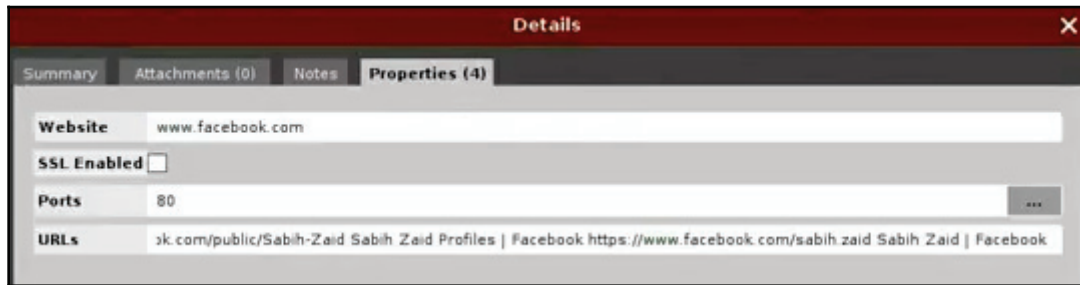 Details
Summary Attachments (0) Notes Properties (4)
Website www.facebook.com
SSL Enabled
Ports 80 ...
URLs ok.com/public/Sabih-Zaid Sabih Zaid Profiles | Facebook https://www.facebook.com/sabih.zaid Sabih Zaid | Facebook